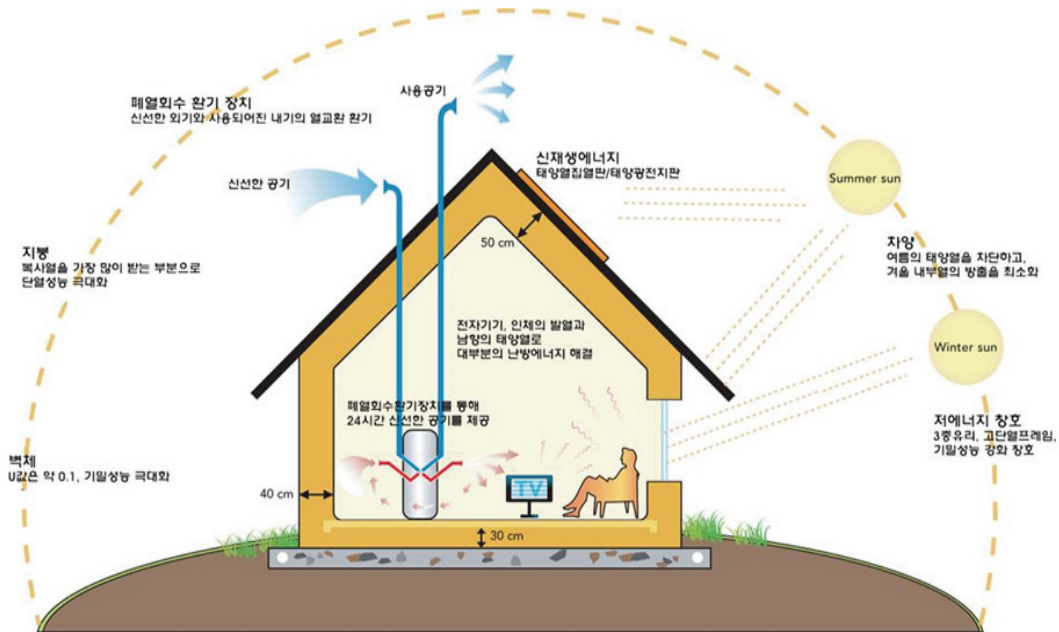 사용공기
폐열회수 환기 장치
신선한 외기와 사용되어진 내기의 열교환 환기
신선한 공기
신재생에너지
태양열집열판/태양광전지판
Summer sun
50 cm
지붕
복사열을 가장 많이 받는 부분으로
단열성능 극대화
차양
여름의 태양열을 차단하고,
겨울 내부열의 방출을 최소화
전자기기, 인체의 발열과
남향의 태양열로
대부분의 난방에너지 해결
Winter sun
폐열회수환기장치를 통해
24시간 신선한 공기를 제공
저에너지 창호
3중유리, 고단열프레임,
기밀성능 강화 창호
벽체
U값은 약 0.1, 기밀성능 극대화
40 cm
TV
30 cm